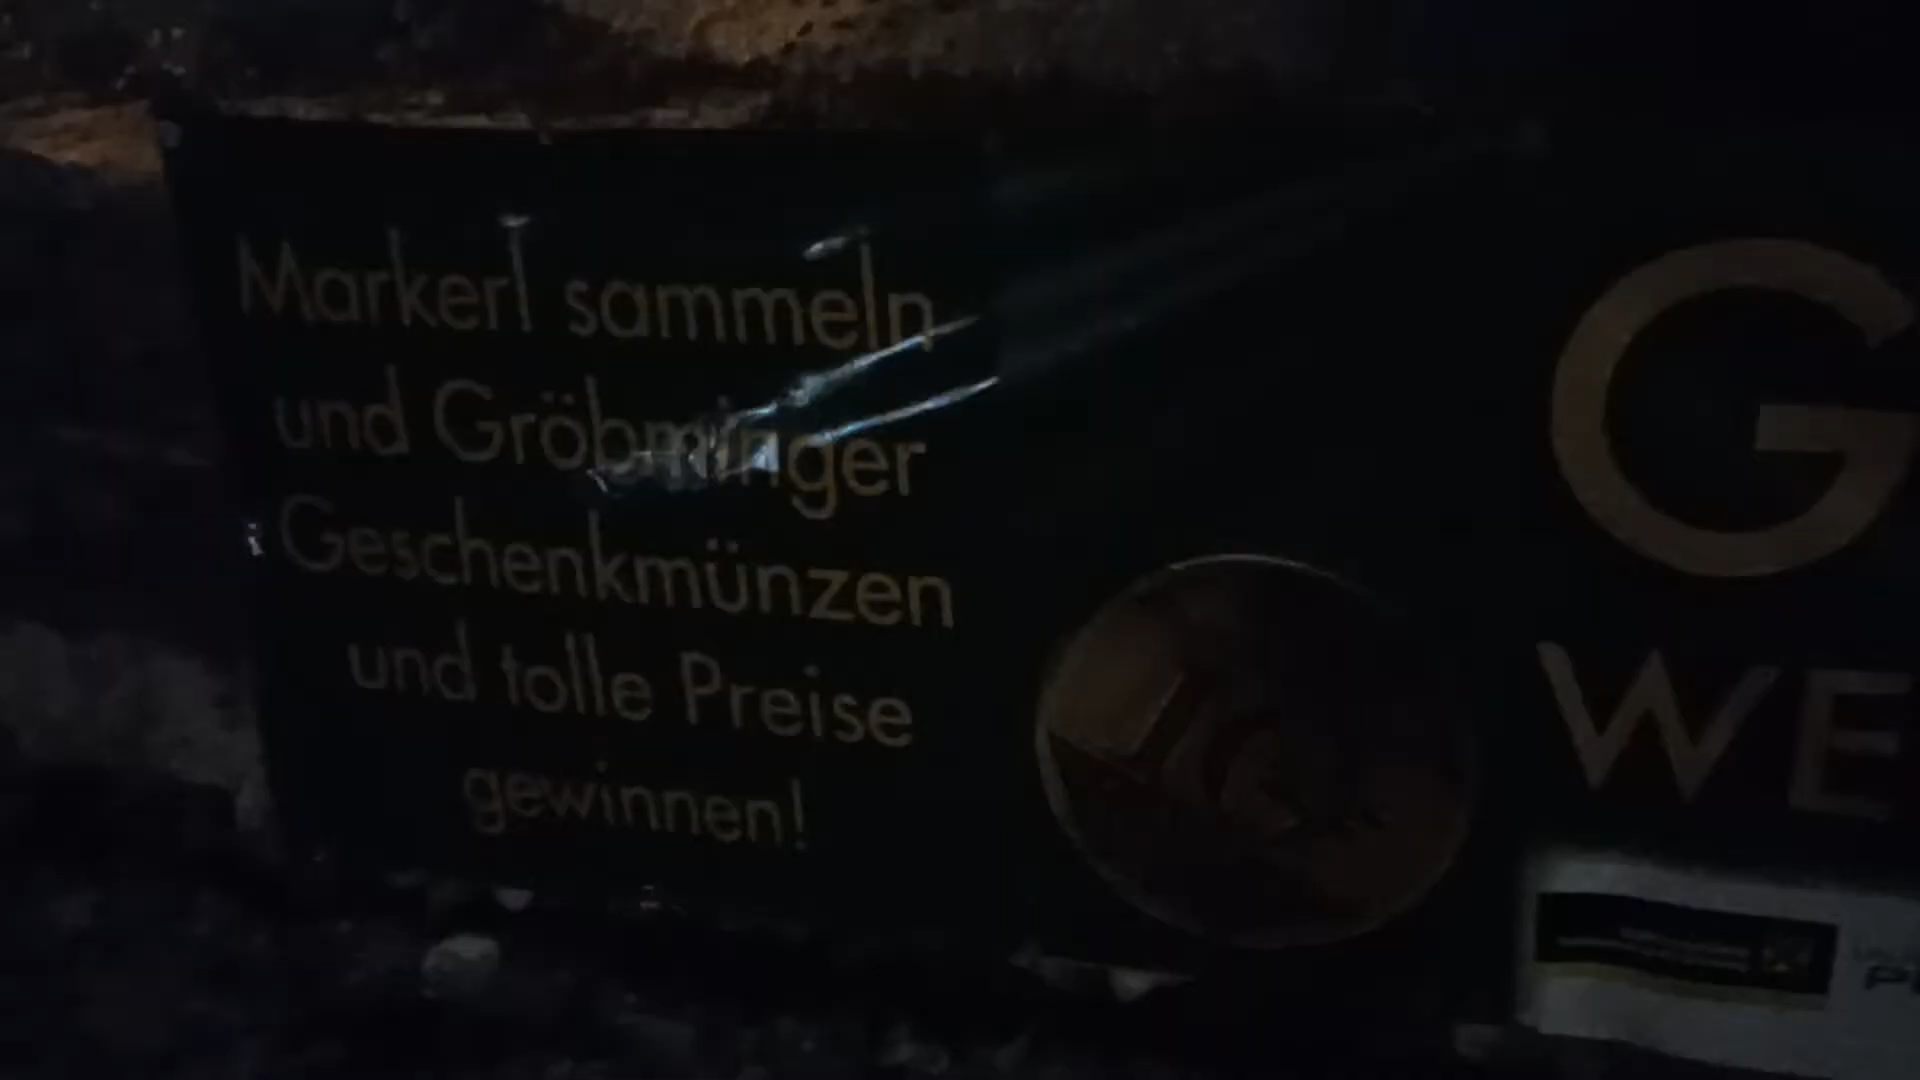 Markerl sammeln
und Gröbminger
Geschenkmünzen
und tolle Preise
gewinnen!
G
WE